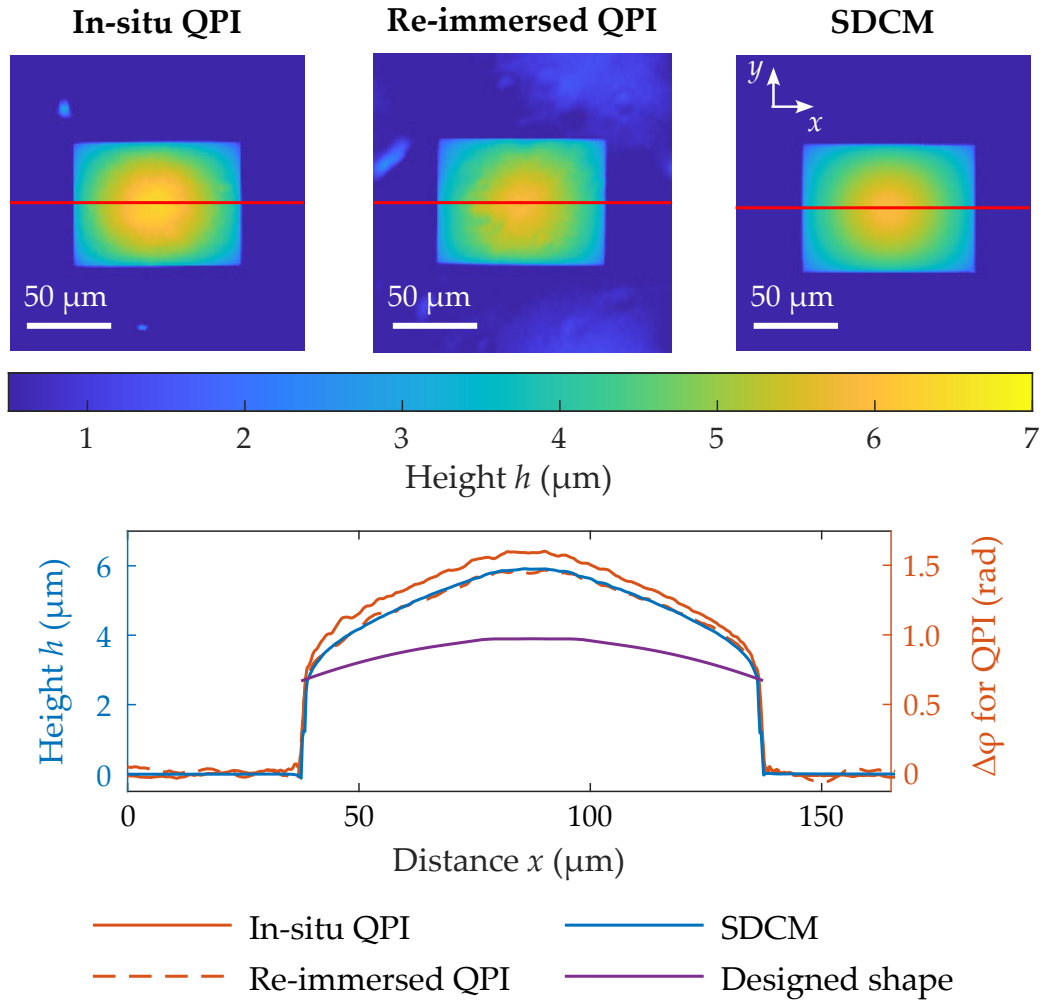 In-situ QPI Re-immersed QPI SDCM
y
x
50 μm 50 μm 50 μm
1 2 3 4 5 6 7
Height h (μm)
Height h (μm)
6
4
2
0
1.5
1.0
0.5
0
Δφ for QPI (rad)
0 50 100 150
Distance x (μm)
In-situ QPI SDCM
Re-immersed QPI Designed shape